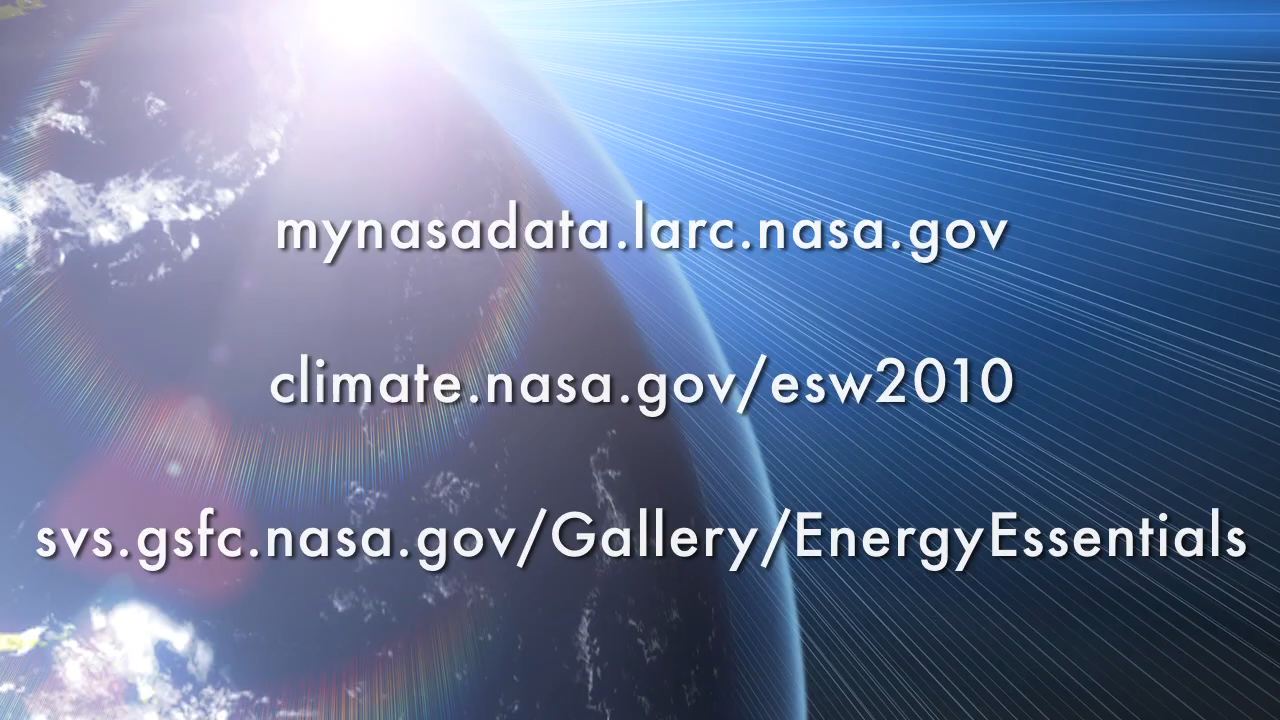 mynasadata.larc.nasa.gov
climate.nasa.gov/esw2010
svs.gsfc.nasa.gov/Gallery/EnergyEssentials